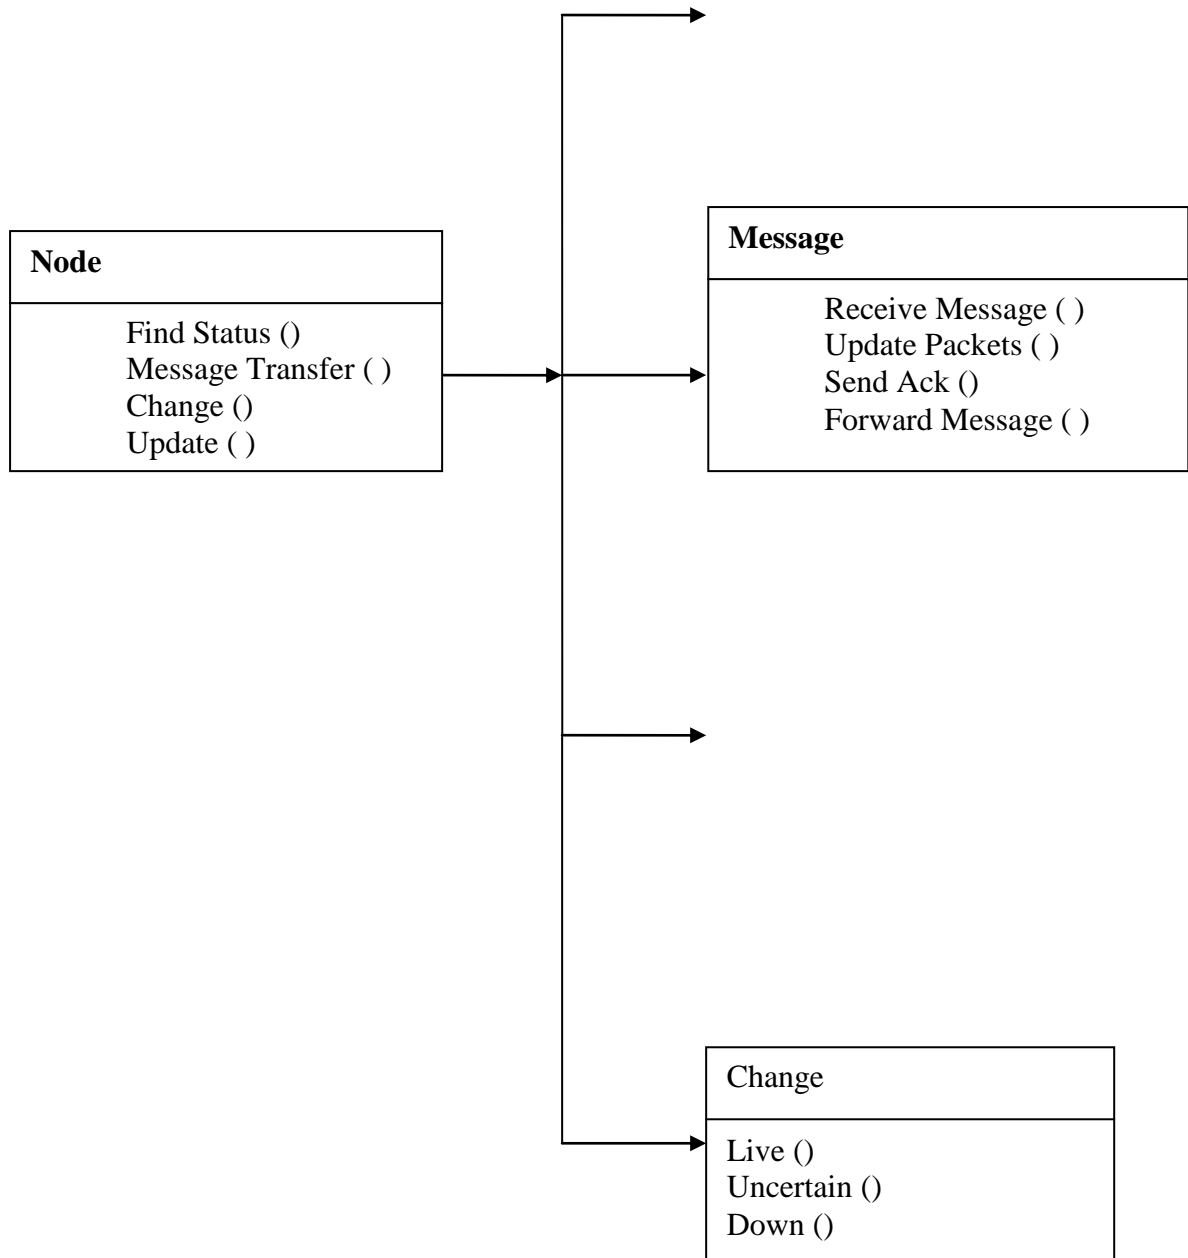 Node
Find Status ()
Message Transfer ( )
Change ()
Update ( )
Message
Receive Message ( )
Update Packets ( )
Send Ack ()
Forward Message ( )
Change
Live ()
Uncertain ()
Down ()